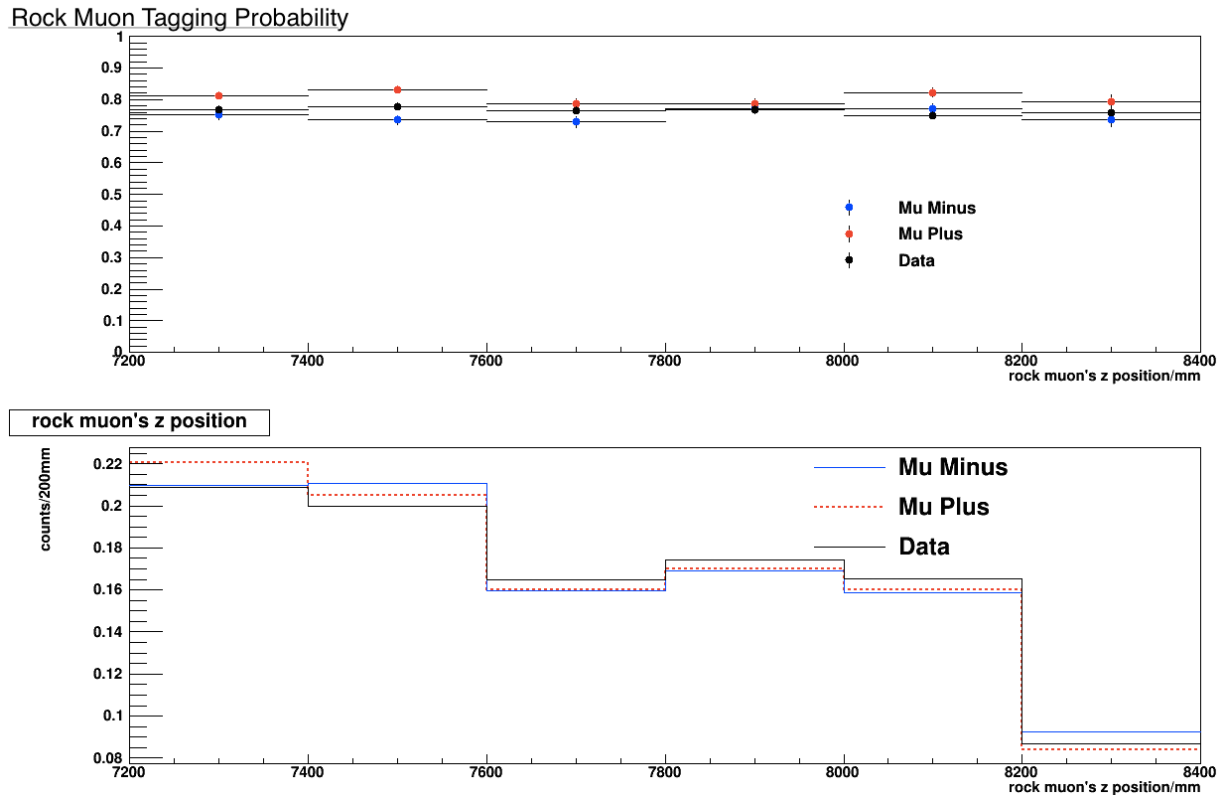 Rock Muon Tagging Probability
1
0.9
0.8
0.7
0.6
0.5
0.4
0.3
0.2
0.1
0
Mu Minus
Mu Plus
Data
7200 7400 7600 7800 8000 8200 8400
rock muon's z position/mm
rock muon's z position
counts/200mm
0.22
0.2
0.18
0.16
0.14
0.12
0.1
0.08
Mu Minus
Mu Plus
Data
7200 7400 7600 7800 8000 8200 8400
rock muon's z position/mm